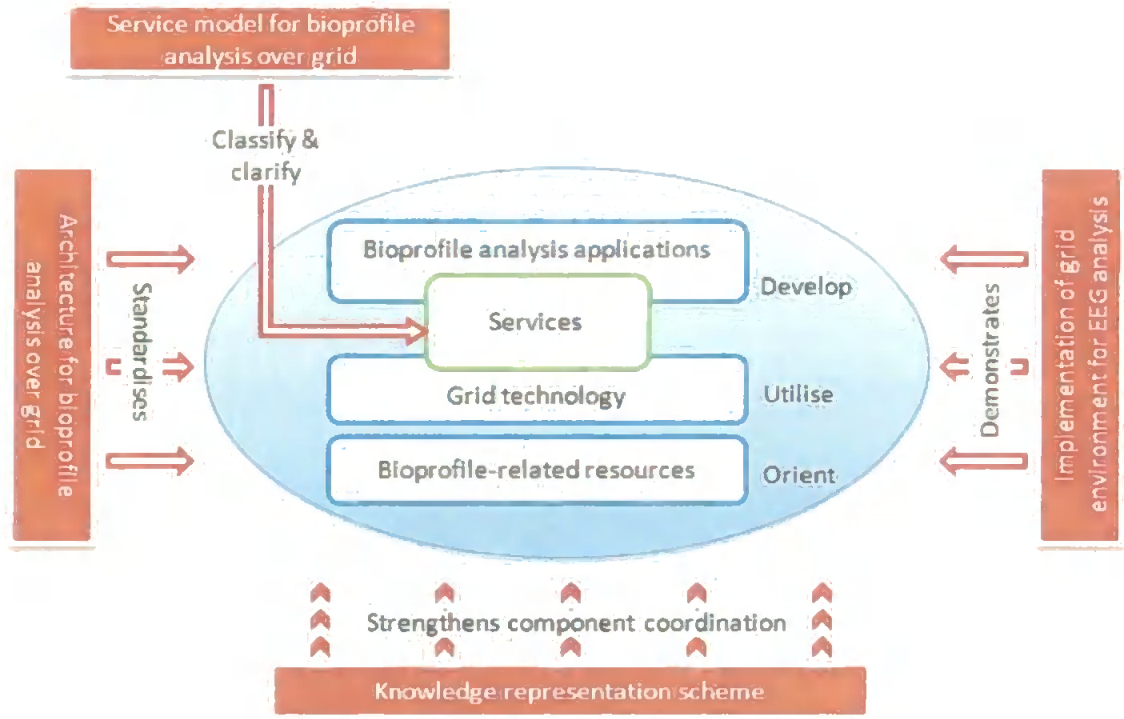 Service model for bioprofile
analysis over grid
Classify &
clarify
Architecture for bioprofile
analysis over grid
Standardises
Bioprofile analysis applications
Develop
Services
Grid technology
Utilise
Bioprofile-related resources
Orient
Demonstrates
Implementation of grid
environment for EEG analysis
Strengthens component coordination
Knowledge representation scheme